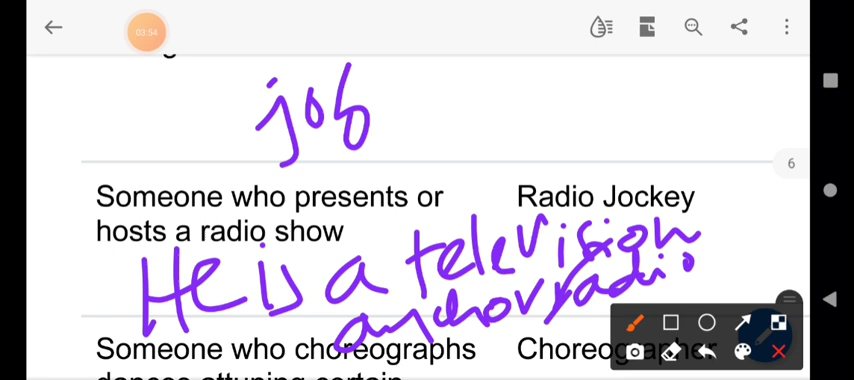 03:54
job
6
Someone who presents or Radio Jockey
hosts a radio show
He is a television
anchor/radio
Someone who choreographs